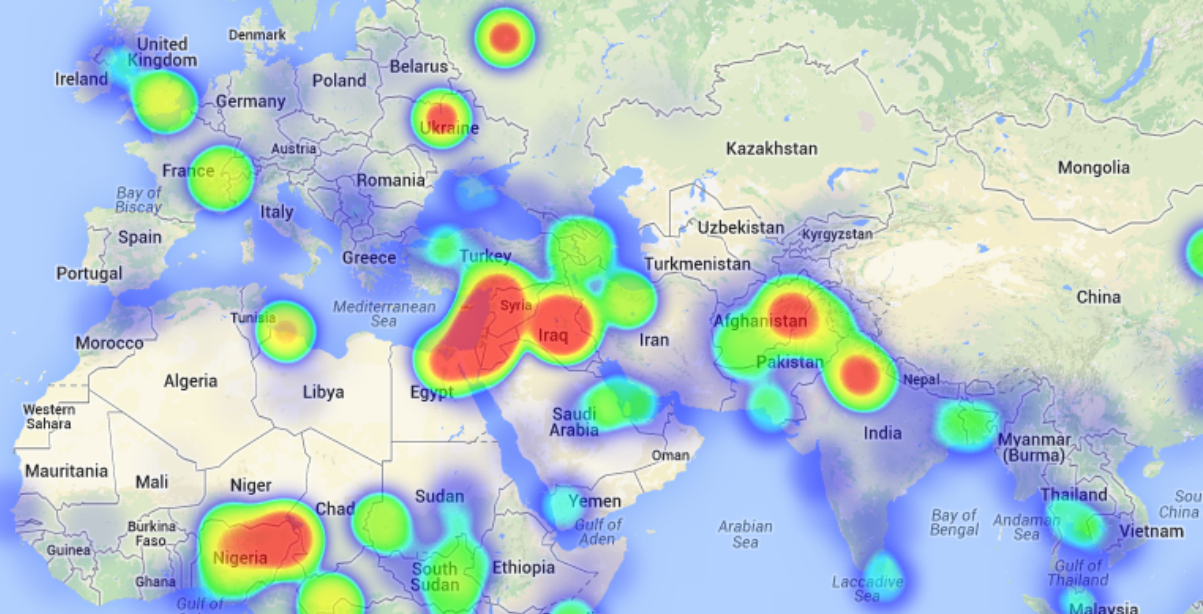 Denmark
United
Kingdom
Ireland
Belarus
Poland
Germany
Ukraine
Austria
Kazakhstan
France
Mongolia
Romania
Bay of
Biscay
Italy
Uzbekistan
Kyrgyzstan
Spain
Greece
Turkey
Turkmenistan
Portugal
China
Mediterranean
Sea
Syria
Tunisia
Afghanistan
Iraq
Iran
Morocco
Pakistan
Algeria
Libya
Egypt
Nepal
Western
Sahara
Saudi
Arabia
India
Myanmar
(Burma)
Oman
Mauritania
Mali
Niger
Sudan
Thailand
Chad
Yemen
Sou
China
Sea
Burkina
Faso
Gulf of
Aden
Arabian
Sea
Bay of
Bengal
Andaman
Sea
Vietnam
Guinea
Nigeria
South
Sudan
Ethiopia
Gulf of
Thailand
Ghana
Laccadive
Sea
Gulf of
Malaysia